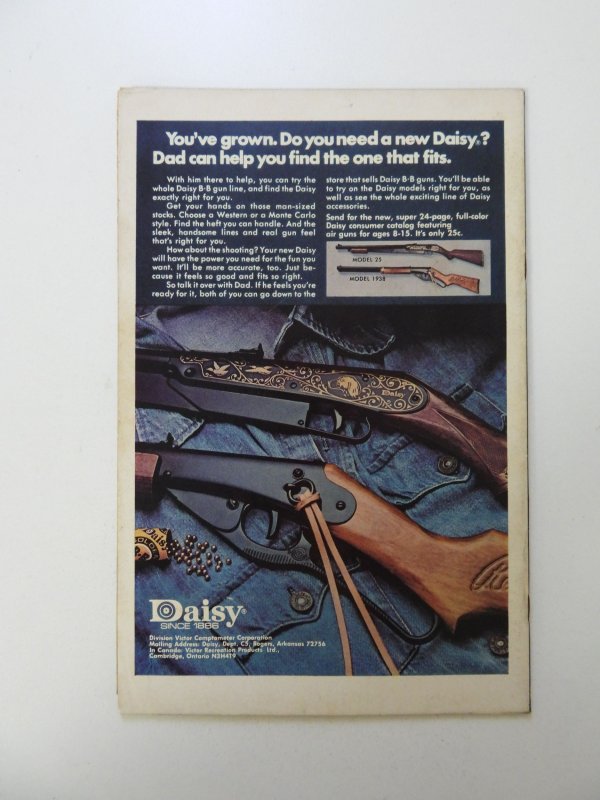 You've grown. Do you need a new Daisy®?
Dad can help you find the one that fits.
With him there to help, you can try the
whole Daisy B·B gun line, and find the Daisy
exactly right for you.
Get your hands on those man-sized
stocks. Choose a Western or a Monte Carlo
style. Find the heft you can handle. And the
sleek, handsome lines and real gun feel
that's right for you.
How about the shooting? Your new Daisy
will have the power you need for the fun you
want. It'll be more accurate, too. Just be-
cause it feels so good and fits so right.
So talk it over with Dad. If he feels you're
ready for it, both of you can go down to the
store that sells Daisy B·B guns. You'll be able
to try on the Daisy models right for you, as
well as see the whole exciting line of Daisy
accessories.
Send for the new, super 24-page, full-color
Daisy consumer catalog featuring
air guns for ages 8-15. It's only 25c.
MODEL 25
MODEL 1938
Daisy
Daisy
Daisy®
SINCE 1886
Division Victor Comptometer Corporation
Mailing Address: Daisy, Dept. C5, Rogers, Arkansas 72756
In Canada: Victor Recreation Products Ltd.,
Cambridge, Ontario N3H4T9